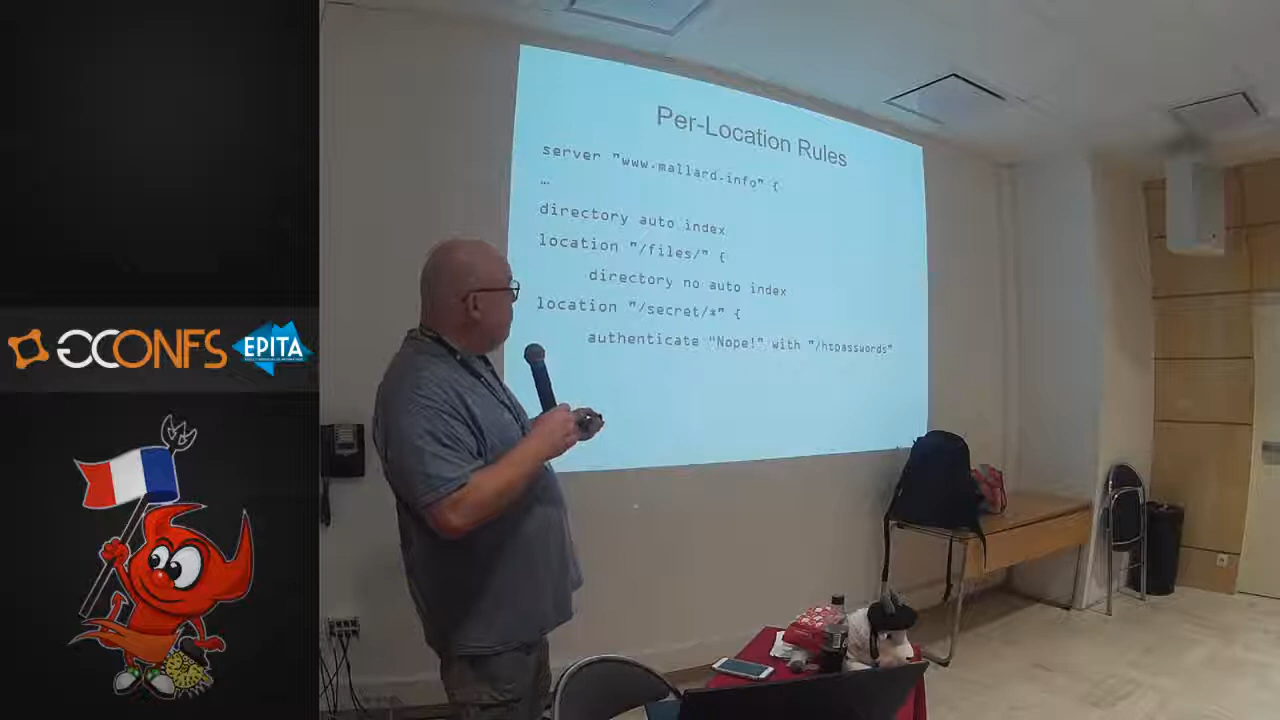 GCONFS
EPITA
Per-Location Rules
server "www.mallard.info" {
…
directory auto index
location "/files/" {
directory no auto index
location "/secret/*" {
authenticate "Nope!" with "/htpasswords"